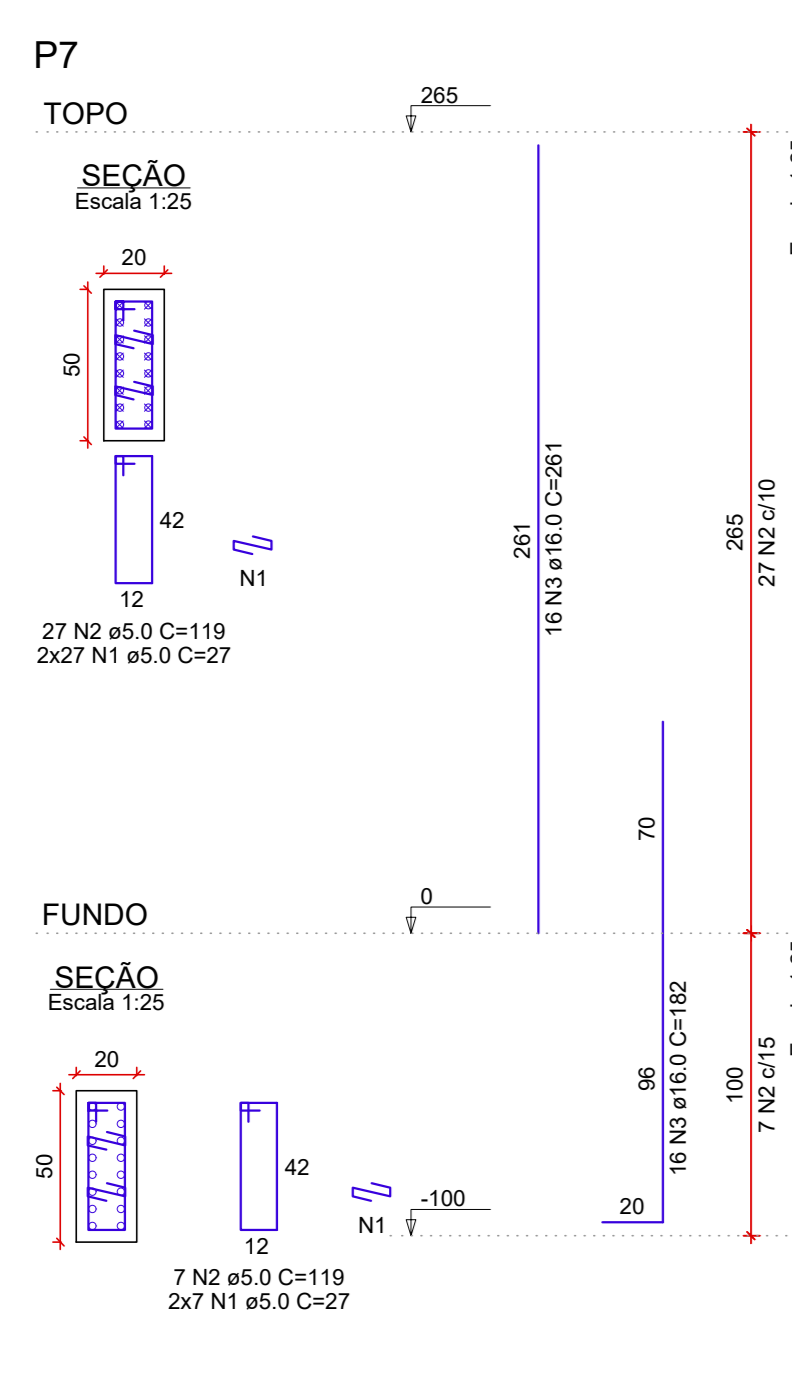 P7
TOPO
265
SEÇÃO
Escala 1:25
20
50
42
12
N1
27 N2 ø5.0 C=119
2x27 N1 ø5.0 C=27
261
16 N3 ø16.0 C=261
265
27 N2 c/10
70
FUNDO
0
SEÇÃO
Escala 1:25
20
50
42
12
N1
7 N2 ø5.0 C=119
2x7 N1 ø5.0 C=27
-100
96
16 N3 ø16.0 C=182
20
100
7 N2 c/15